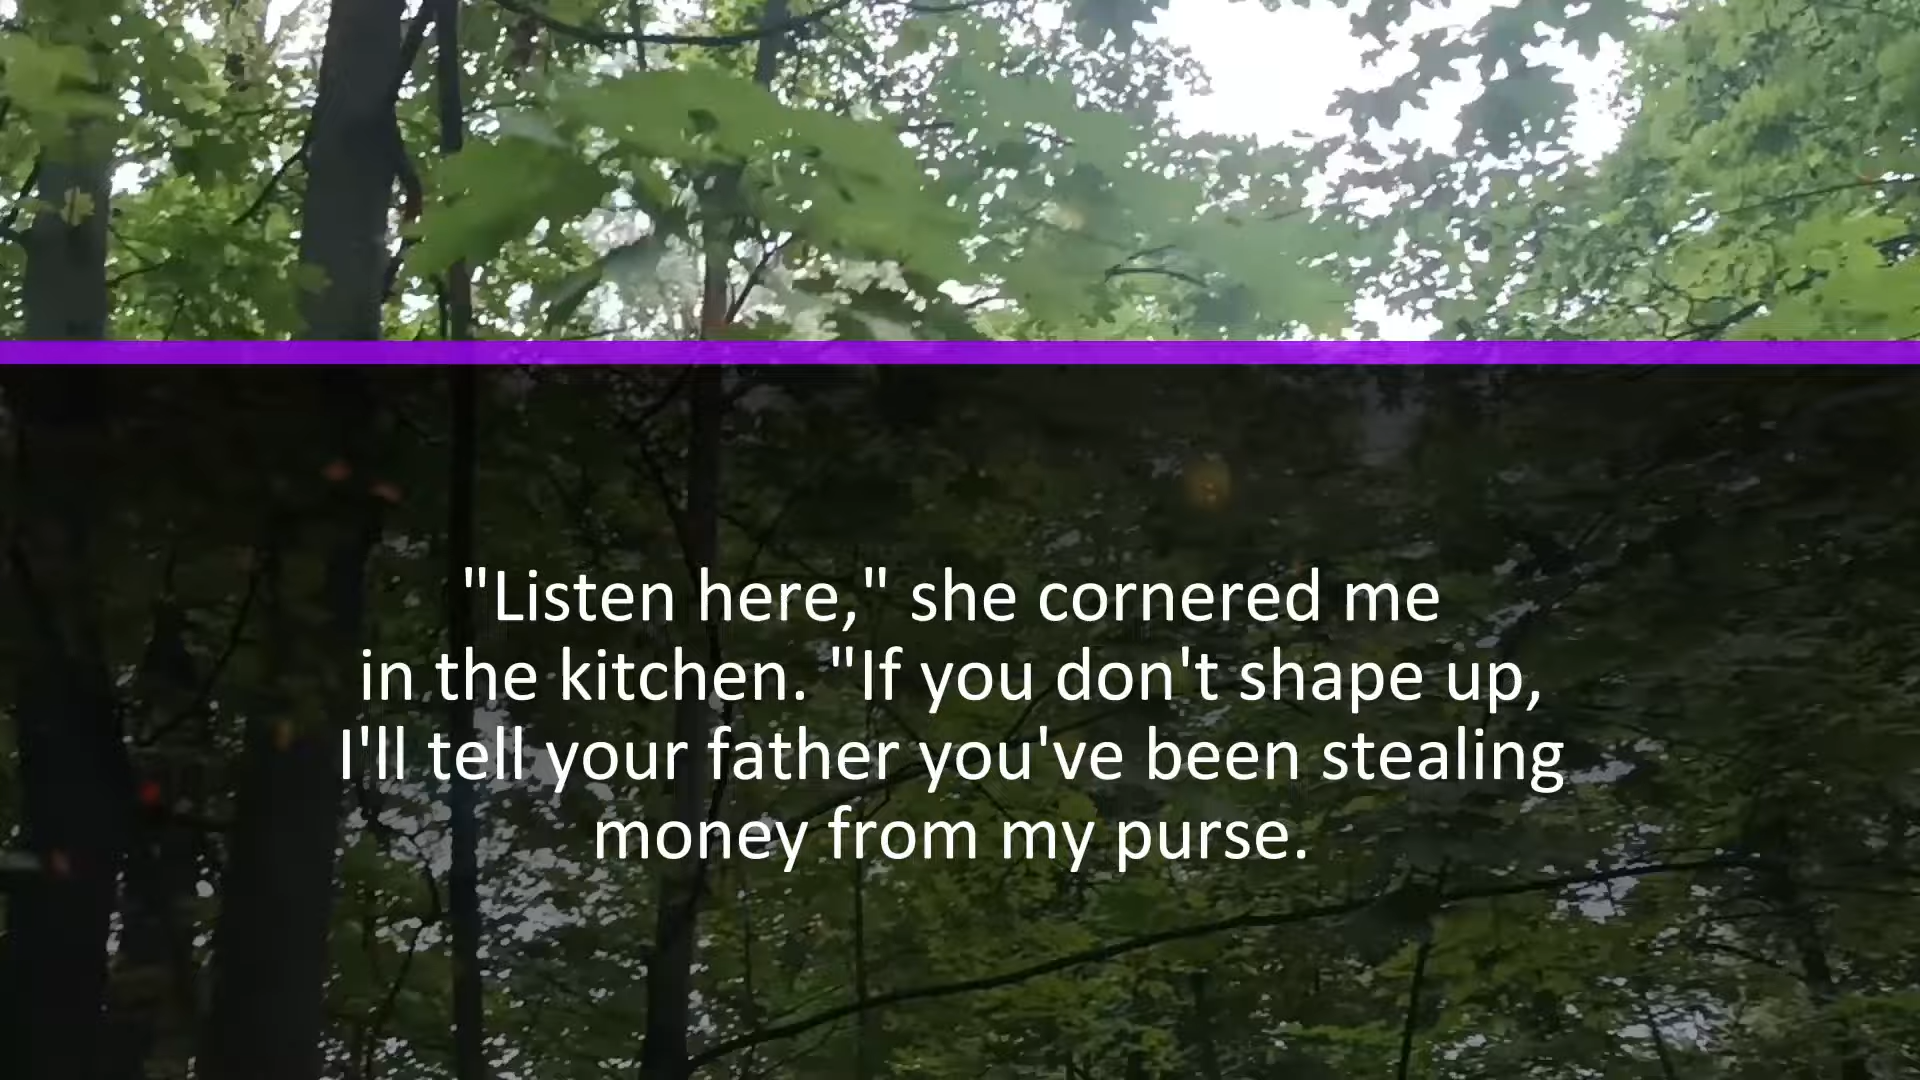 "Listen here," she cornered me
in the kitchen. "If you don't shape up,
I'll tell your father you've been stealing
money from my purse.